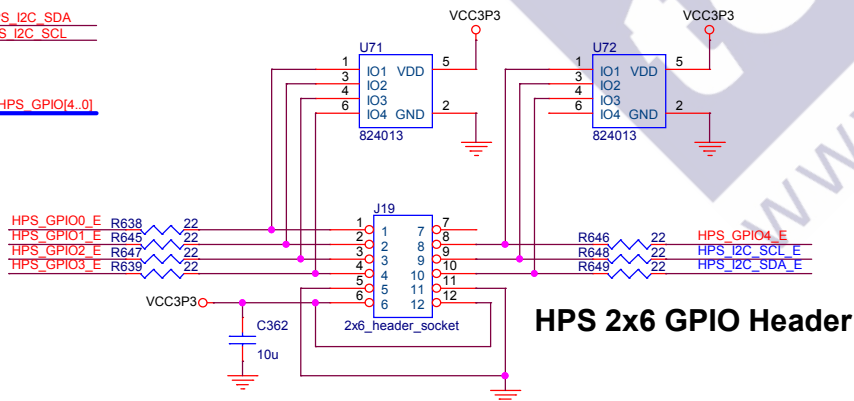 PS_I2C_SDA
S_I2C_SCL
HPS_GPIO[4..0]
VCC3P3
VCC3P3
U71
U72
1 IO1 VDD 5
3 IO2
4 IO3
6 IO4 GND 2
824013
1 IO1 VDD 5
3 IO2
4 IO3
6 IO4 GND 2
824013
J19
HPS_GPIO0_E R638 22 1 1 7 7
HPS_GPIO1_E R645 22 2 2 8 8 R646 22 HPS_GPIO4_E
HPS_GPIO2_E R647 22 3 3 9 9 R648 22 HPS_I2C_SCL_E
HPS_GPIO3_E R639 22 4 4 10 10 R649 22 HPS_I2C_SDA_E
5 5 11 11
VCC3P3 6 6 12 12
C362
10u
2x6_header_socket
HPS 2x6 GPIO Header